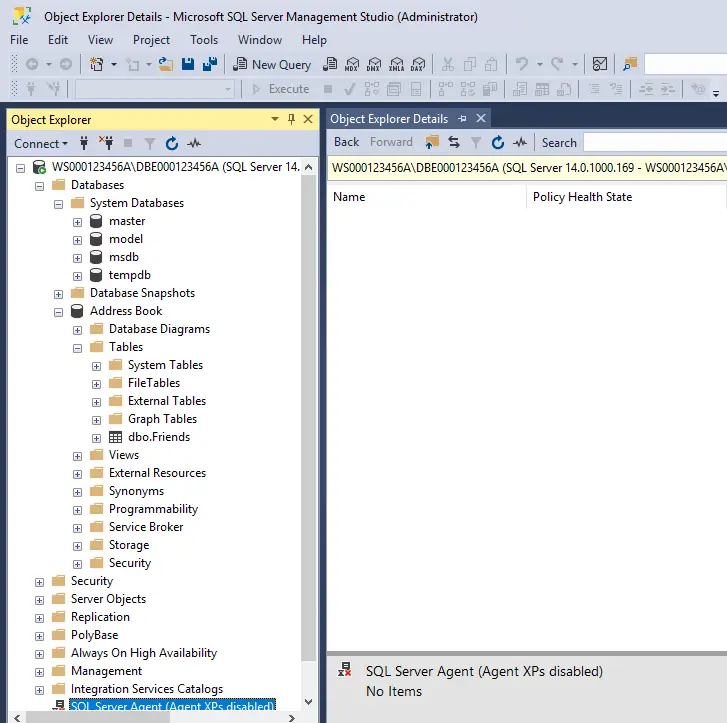 Object Explorer Details - Microsoft SQL Server Management Studio (Administrator)
File Edit View Project Tools Window Help
New Query MDX DMX XMLA DAX
Execute
Object Explorer
Object Explorer Details
Connect
Back Forward Search
WS000123456A\DBE000123456A (SQL Server 14.
WS000123456A\DBE000123456A (SQL Server 14.0.1000.169 - WS000123456A\
Name Policy Health State
Databases
System Databases
master
model
msdb
tempdb
Database Snapshots
Address Book
Database Diagrams
Tables
System Tables
FileTables
External Tables
Graph Tables
dbo.Friends
Views
External Resources
Synonyms
Programmability
Service Broker
Storage
Security
Security
Server Objects
Replication
PolyBase
Always On High Availability
Management
Integration Services Catalogs
SQL Server Agent (Agent XPs disabled)
SQL Server Agent (Agent XPs disabled)
No Items